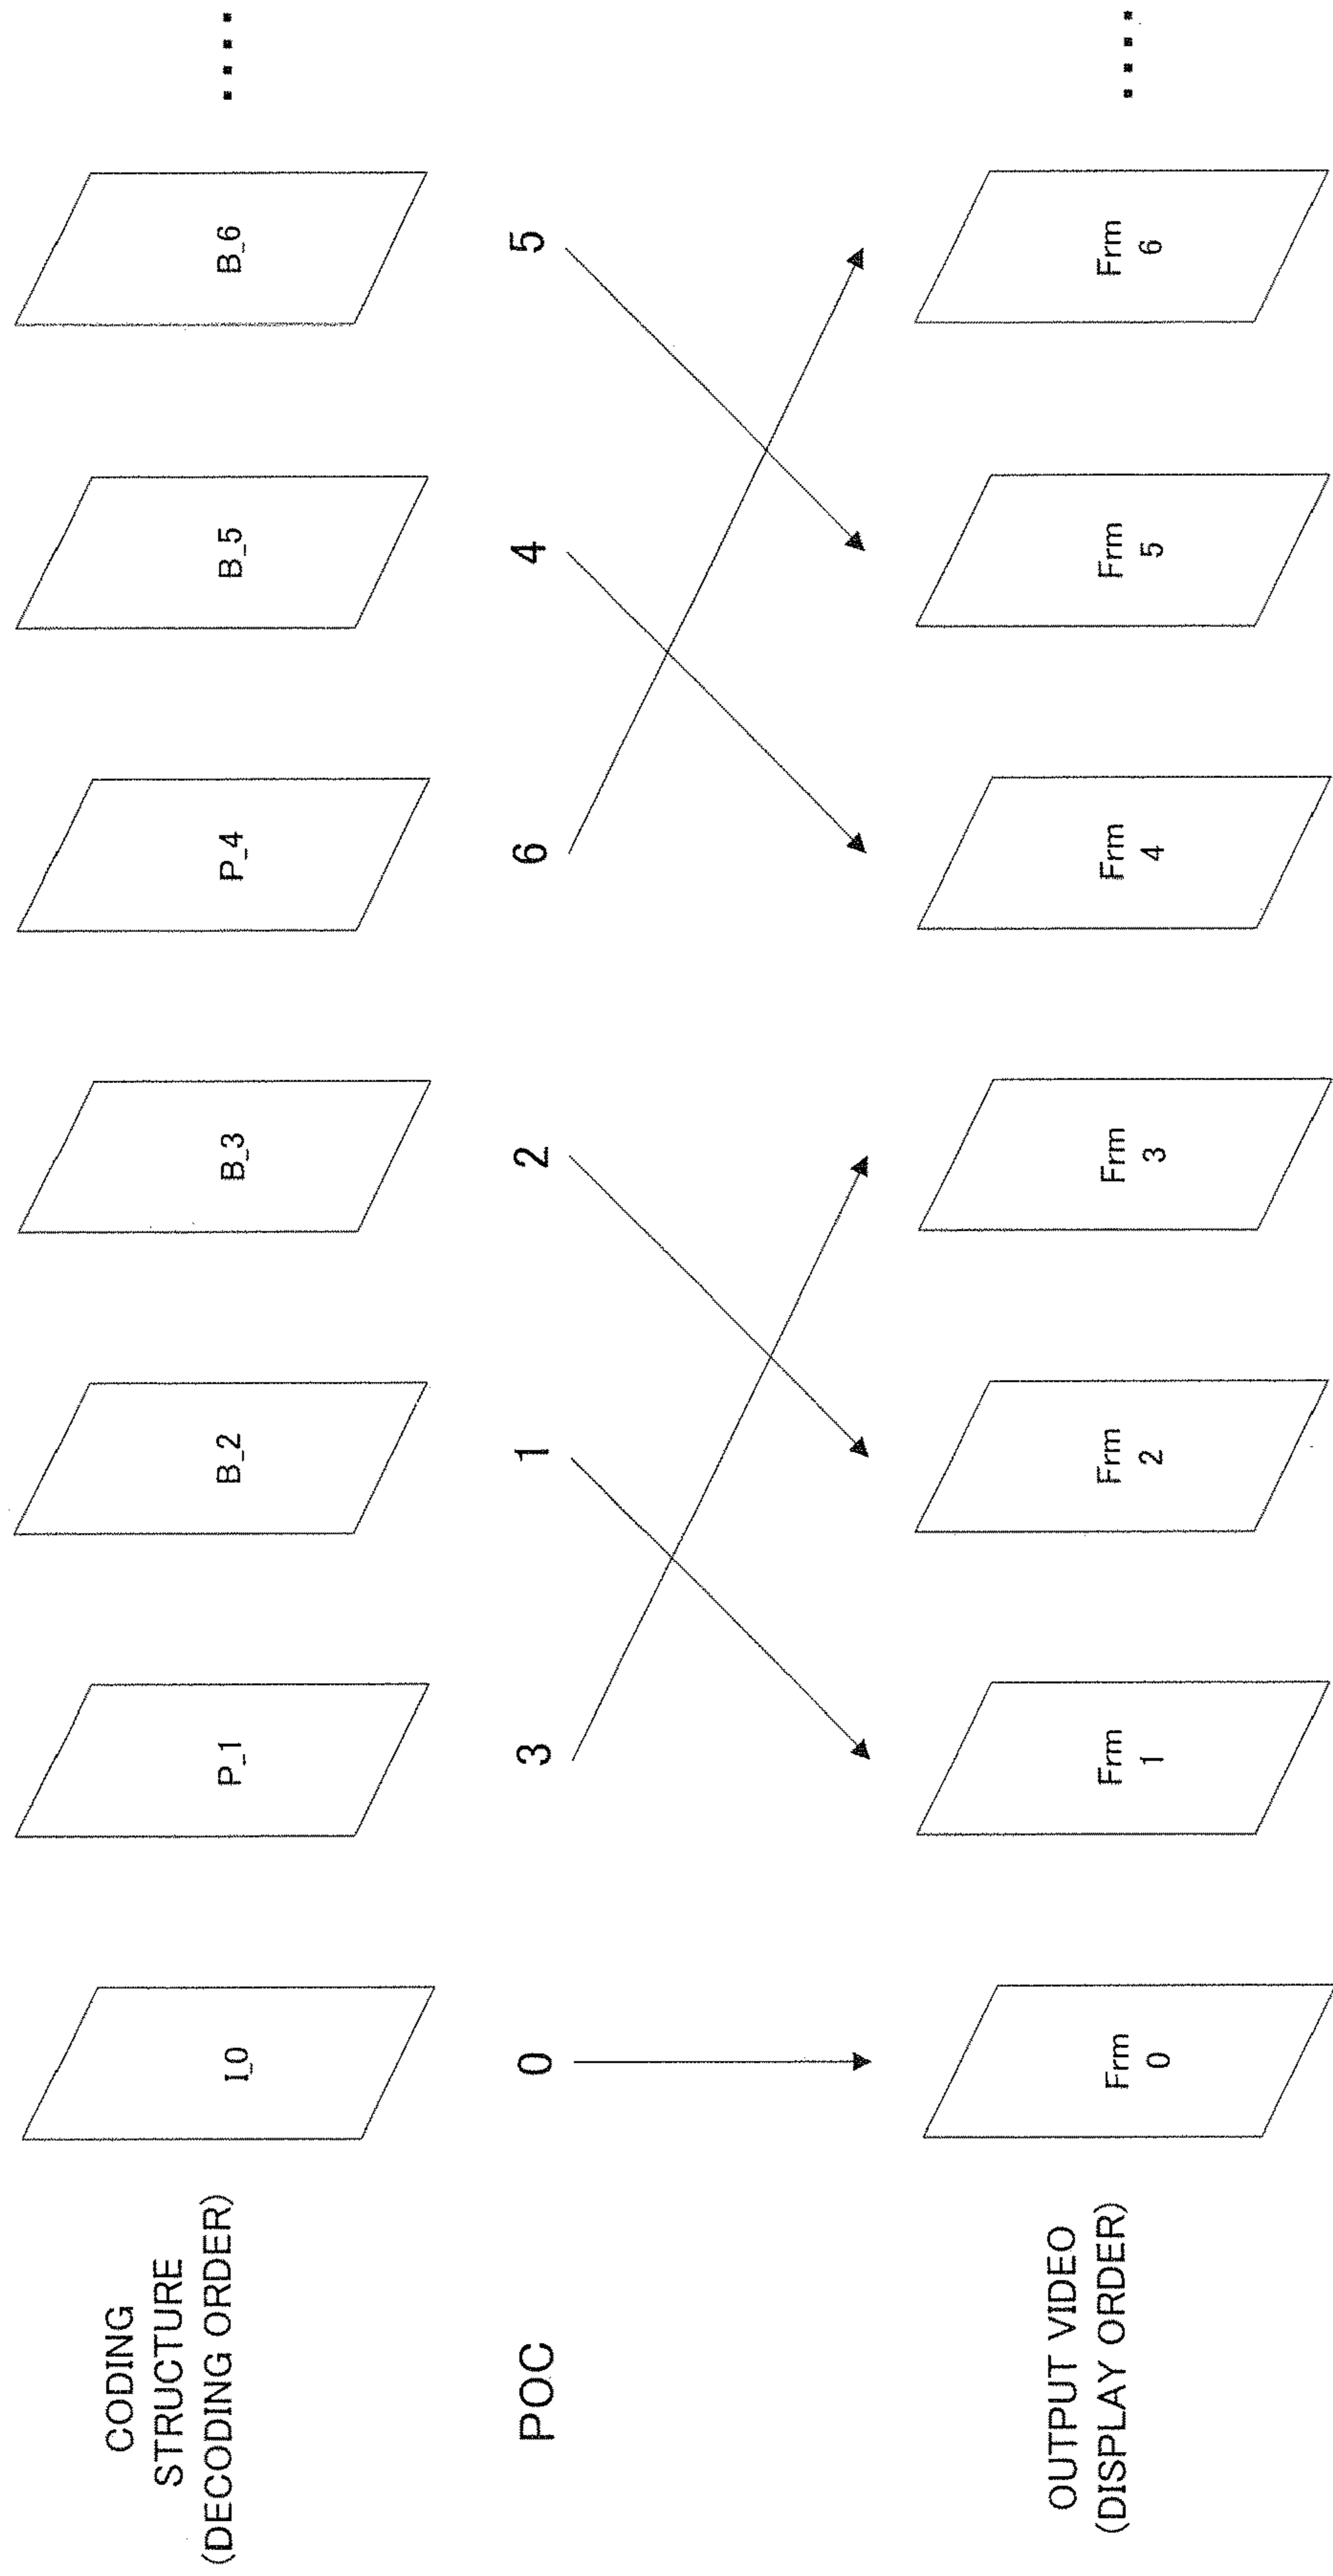 CODING
STRUCTURE
(DECODING ORDER)
I_0
P_1
B_2
B_3
P_4
B_5
B_6
POC
0
3
1
2
6
4
5
OUTPUT VIDEO
(DISPLAY ORDER)
Frm
0
Frm
1
Frm
2
Frm
3
Frm
4
Frm
5
Frm
6